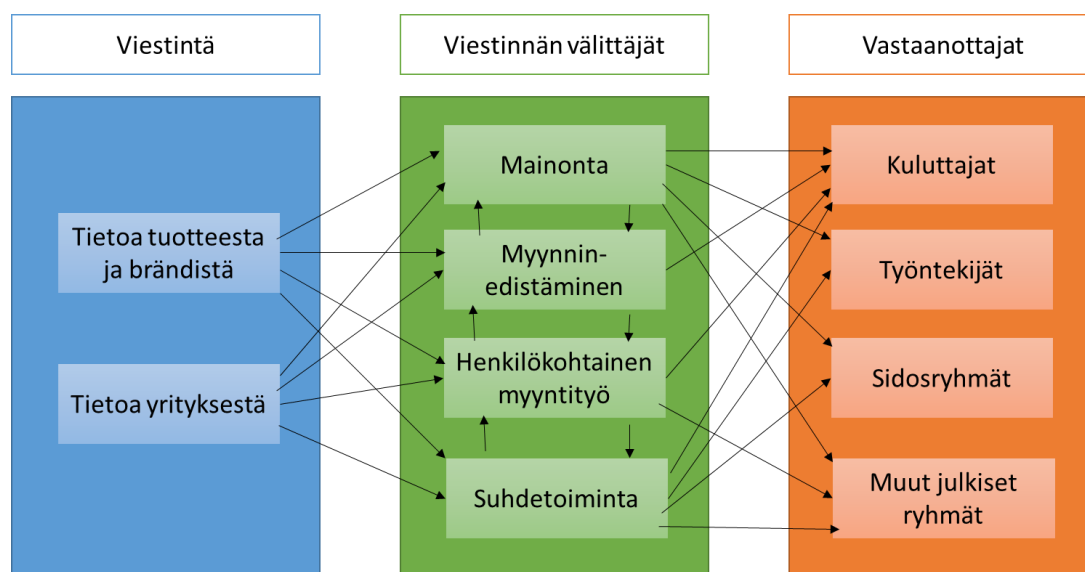 Viestintä
Viestinnän välittäjät
Vastaanottajat
Tietoa tuotteesta
ja brändistä
Tietoa yrityksestä
Mainonta
Myynnin-
edistäminen
Henkilökohtainen
myyntityö
Suhdetoiminta
Kuluttajat
Työntekijät
Sidosryhmät
Muut julkiset
ryhmät